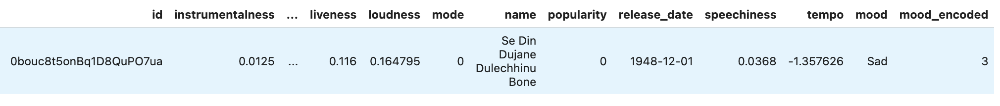 id instrumentalness ... liveness loudness mode name popularity release_date speechiness tempo mood mood_encoded
0bouc8t5onBq1D8QuPO7ua 0.0125 ... 0.116 0.164795 0 Se Din
Dujane
Dulechhinu
Bone 0 1948-12-01 0.0368 -1.357626 Sad 3